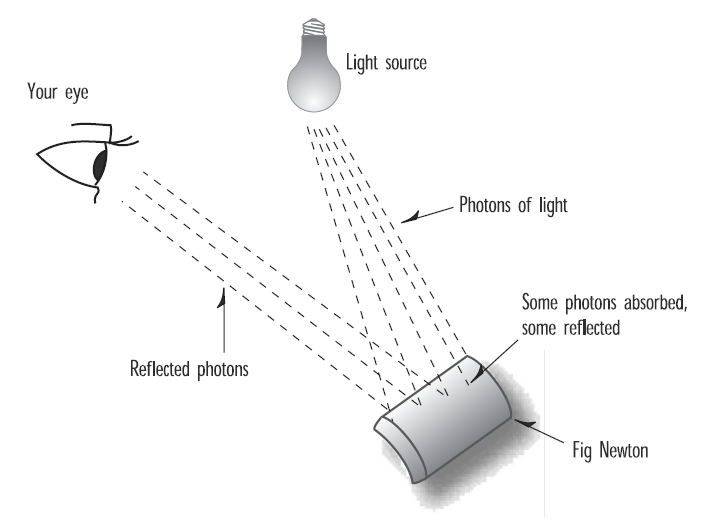 Light source
Your eye
Photons of light
Some photons absorbed,
some reflected
Reflected photons
Fig Newton